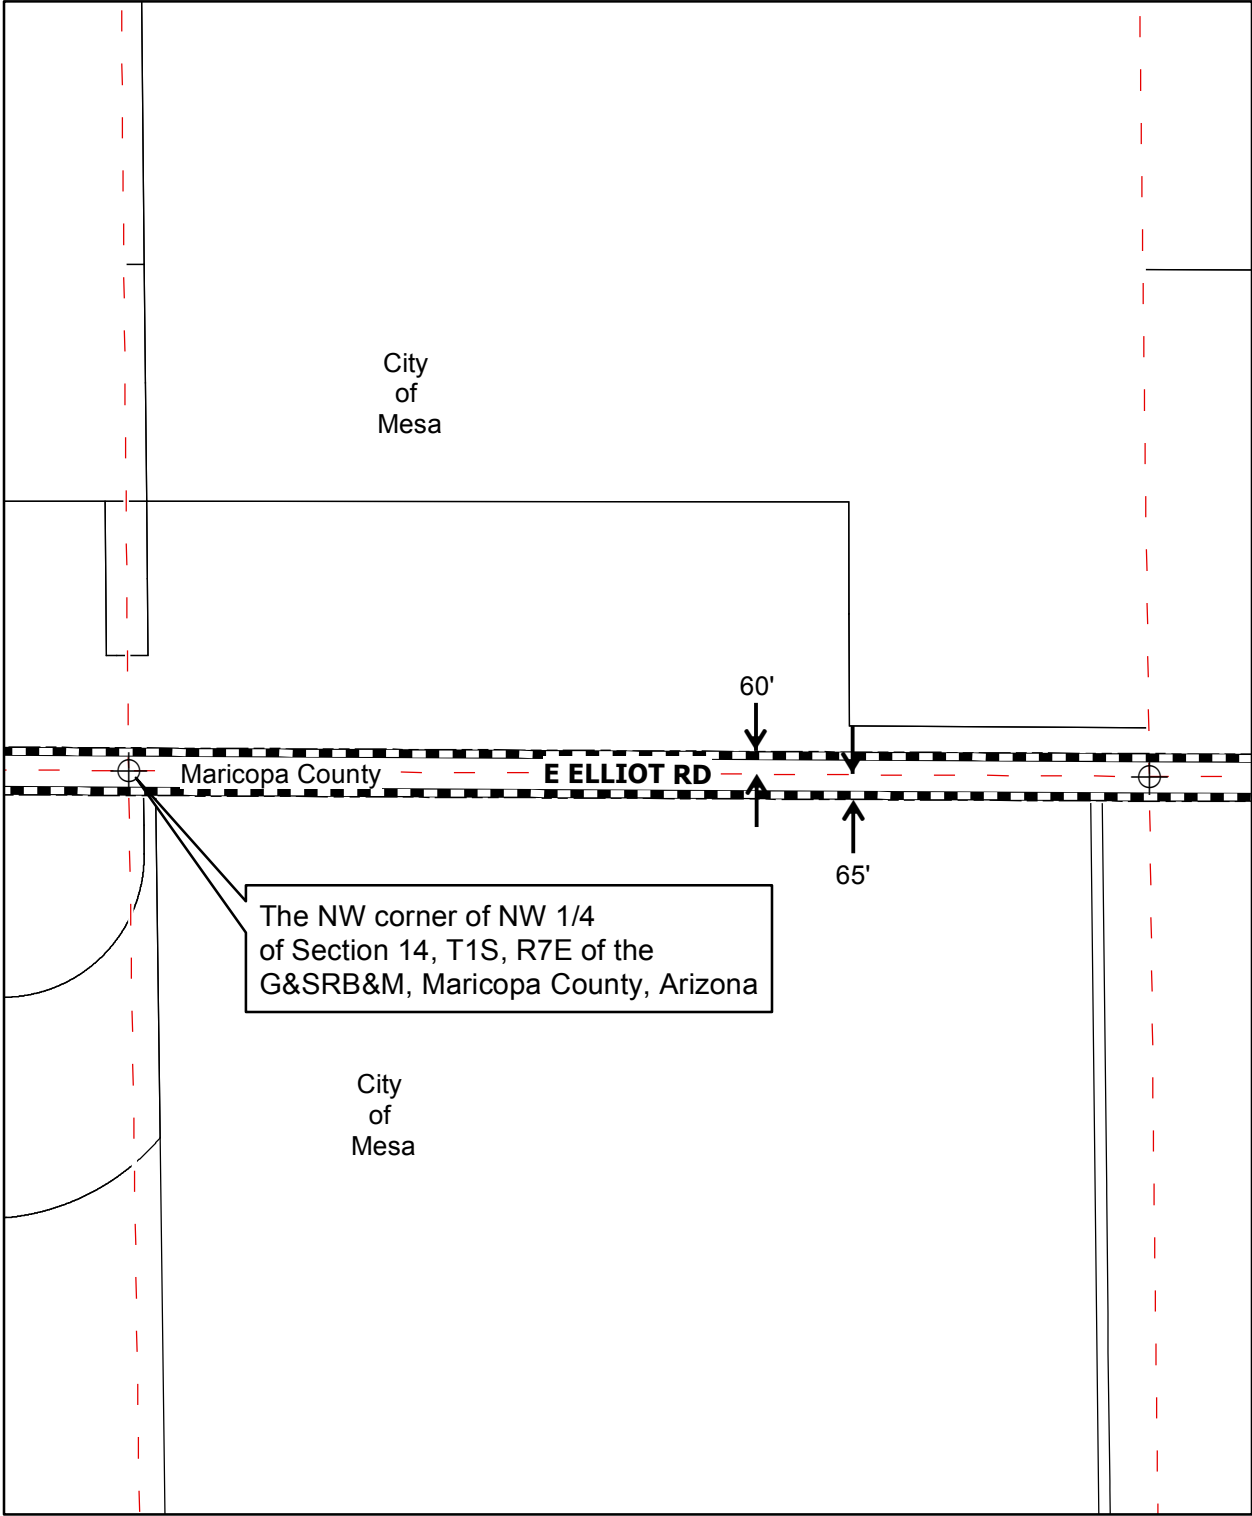 City
of
Mesa
60'
Maricopa County
E ELLIOT RD
65'
The NW corner of NW 1/4
of Section 14, T1S, R7E of the
G&SRB&M, Maricopa County, Arizona
City
of
Mesa